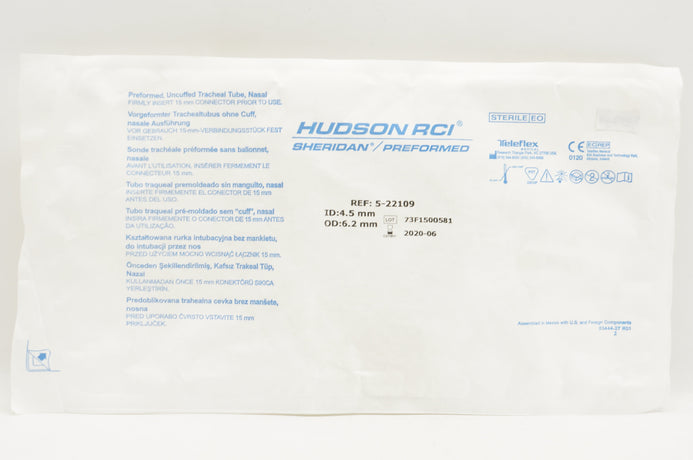 Preformed, Uncuffed Tracheal Tube, Nasal
FIRMLY INSERT 15 mm CONNECTOR PRIOR TO USE.
Vorgeformter Trachealtubus ohne Cuff,
nasale Ausführung
VOR GEBRAUCH 15-mm-VERBINDUNGSSTÜCK FEST
EINSETZEN.
Sonde trachéale préformée sans ballonnet,
nasale
AVANT L'UTILISATION, INSÉRER FERMEMENT LE
CONNECTEUR 15 mm.
Tubo traqueal premoldeado sin manguito, nasal
INSERTE FIRMEMENTE EL CONECTOR DE 15 mm
ANTES DEL USO.
Tubo traqueal pré-moldado sem "cuff", nasal
INSIRA FIRMEMENTE O CONECTOR DE 15 mm ANTES
DA UTILIZAÇÃO.
Kształtowana rurka intubacyjna bez mankietu,
do intubacji przez nos
PRZED UŻYCIEM MOCNO WCISNĄĆ ŁĄCZNIK 15 mm.
Önceden Şekillendirilmiş, Kafsız Trakeal Tüp,
Nazal
KULLANMADAN ÖNCE 15 mm KONEKTÖRÜ SIKICA
YERLEŞTİRİN.
Predoblikovana trahealna cevka brez manšete,
nosna
PRED UPORABO ČVRSTO VSTAVITE 15 mm
PRIKLJUČEK.
HUDSON RCI®
SHERIDAN®/PREFORMED™
REF: 5-22109
ID:4.5 mm LOT 73F1500581
OD:6.2 mm 2020-06
STERILE EO
Teleflex
MEDICAL
EC REP
CE
0120
Assembled in Mexico with U.S. and Foreign Components
2